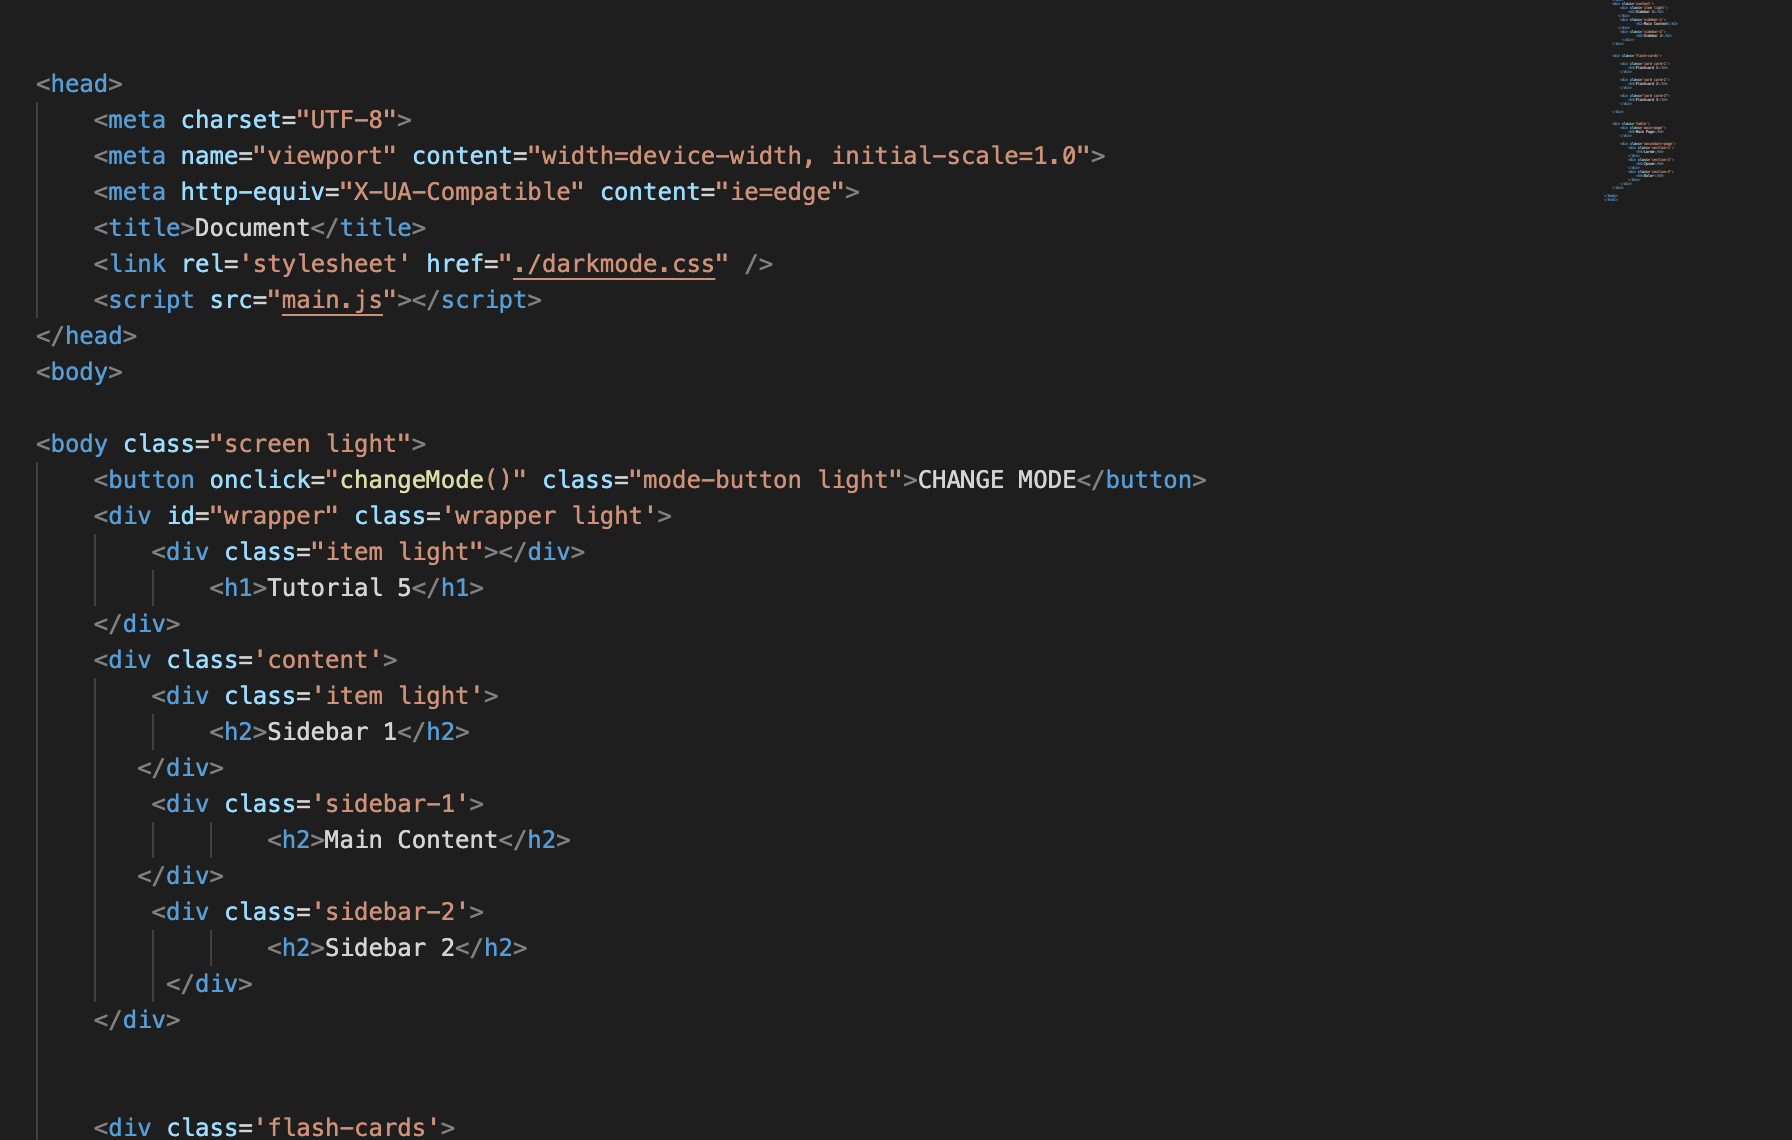 <head>
<meta charset="UTF-8">
<meta name="viewport" content="width=device-width, initial-scale=1.0">
<meta http-equiv="X-UA-Compatible" content="ie=edge">
<title>Document</title>
<link rel='stylesheet' href="./darkmode.css" />
<script src="main.js"></script>
</head>
<body>
<body class="screen light">
<button onclick="changeMode()" class="mode-button light">CHANGE MODE</button>
<div id="wrapper" class='wrapper light'>
<div class="item light"></div>
<h1>Tutorial 5</h1>
</div>
<div class='content'>
<div class='item light'>
<h2>Sidebar 1</h2>
</div>
<div class='sidebar-1'>
<h2>Main Content</h2>
</div>
<div class='sidebar-2'>
<h2>Sidebar 2</h2>
</div>
</div>
<div class='flash-cards'>